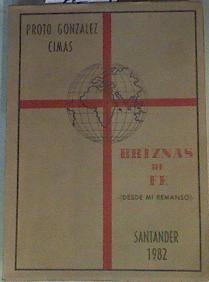 PROTO GONZALEZ
CIMAS
BRIZNAS
DE
FE
(DESDE MI REMANSO)
SANTANDER
1982